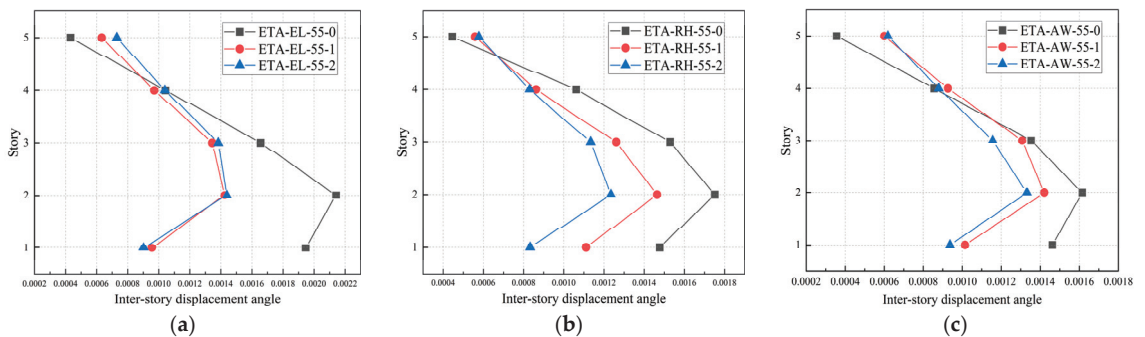 ETA-EL-55-0
ETA-EL-55-1
ETA-EL-55-2
5
4
3
2
1
Story
0.0002 0.0004 0.0006 0.0008 0.0010 0.0012 0.0014 0.0016 0.0018 0.0020 0.0022
Inter-story displacement angle
(a)
ETA-RH-55-0
ETA-RH-55-1
ETA-RH-55-2
5
4
3
2
1
Story
0.0004 0.0006 0.0008 0.0010 0.0012 0.0014 0.0016 0.0018
Inter-story displacement angle
(b)
ETA-AW-55-0
ETA-AW-55-1
ETA-AW-55-2
5
4
3
2
1
Story
0.0002 0.0004 0.0006 0.0008 0.0010 0.0012 0.0014 0.0016 0.0018
Inter-story displacement angle
(c)